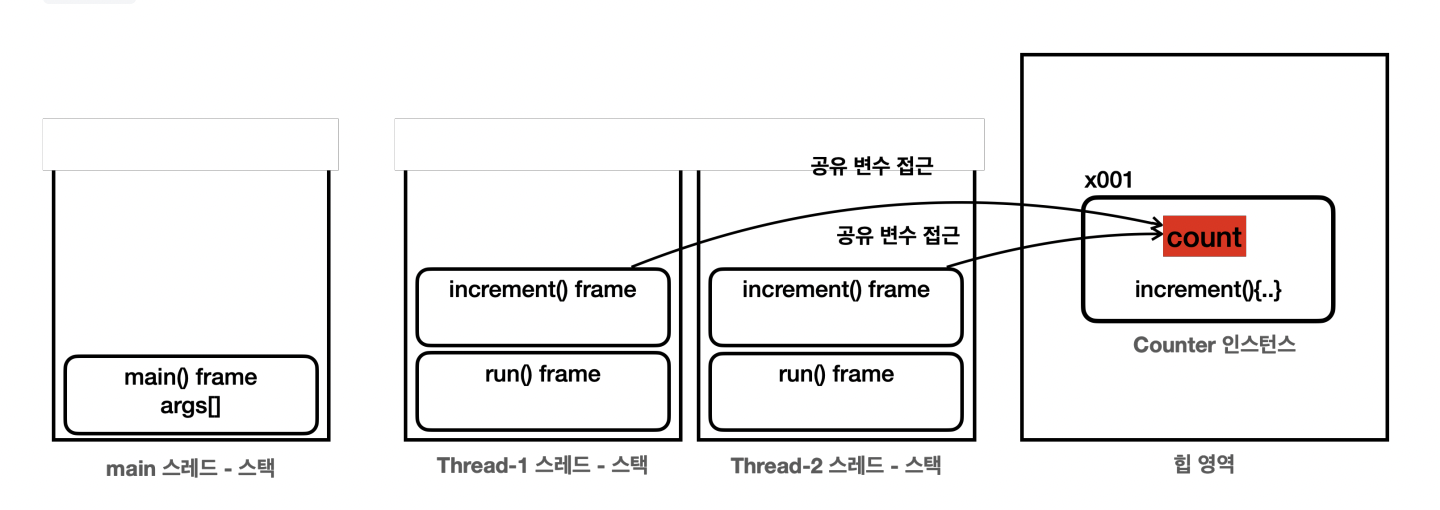 공유 변수 접근
x001
공유 변수 접근
count
increment() frame
increment() frame
increment(){..}
Counter 인스턴스
main() frame
args[]
run() frame
run() frame
main 스레드 - 스택
Thread-1 스레드 - 스택
Thread-2 스레드 - 스택
힙 영역